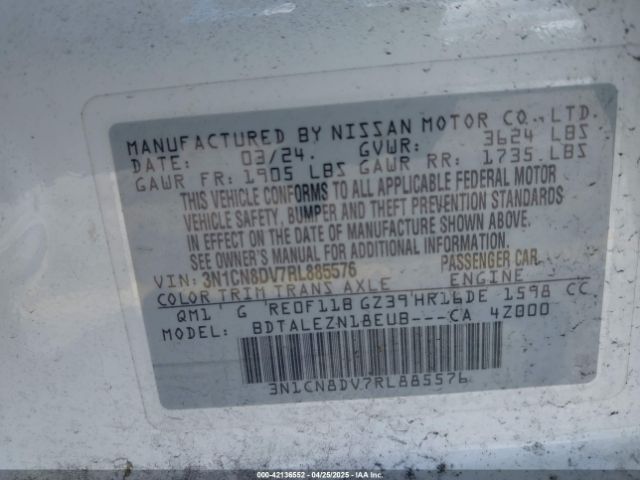 MANUFACTURED BY NISSAN MOTOR CO., LTD.
DATE: 03/24. GVWR: 3624 LBS
GAWR FR: 1905 LBS GAWR RR: 1735 LBS
THIS VEHICLE CONFORMS TO ALL APPLICABLE FEDERAL MOTOR
VEHICLE SAFETY, BUMPER AND THEFT PREVENTION STANDARDS
IN EFFECT ON THE DATE OF MANUFACTURE SHOWN ABOVE.
SEE OWNER'S MANUAL FOR ADDITIONAL INFORMATION.
VIN: 3N1CN8DV7RL885576 PASSENGER CAR
COLOR TRIM TRANS AXLE ENGINE
QM1 G RE0F11B GZ39 HR16DE 1598 CC
MODEL: BDTALEZN18EUB---CA 4Z000
3N1CN8DV7RL885576
000-42136552 | 04/25/2025 - IAAI.com